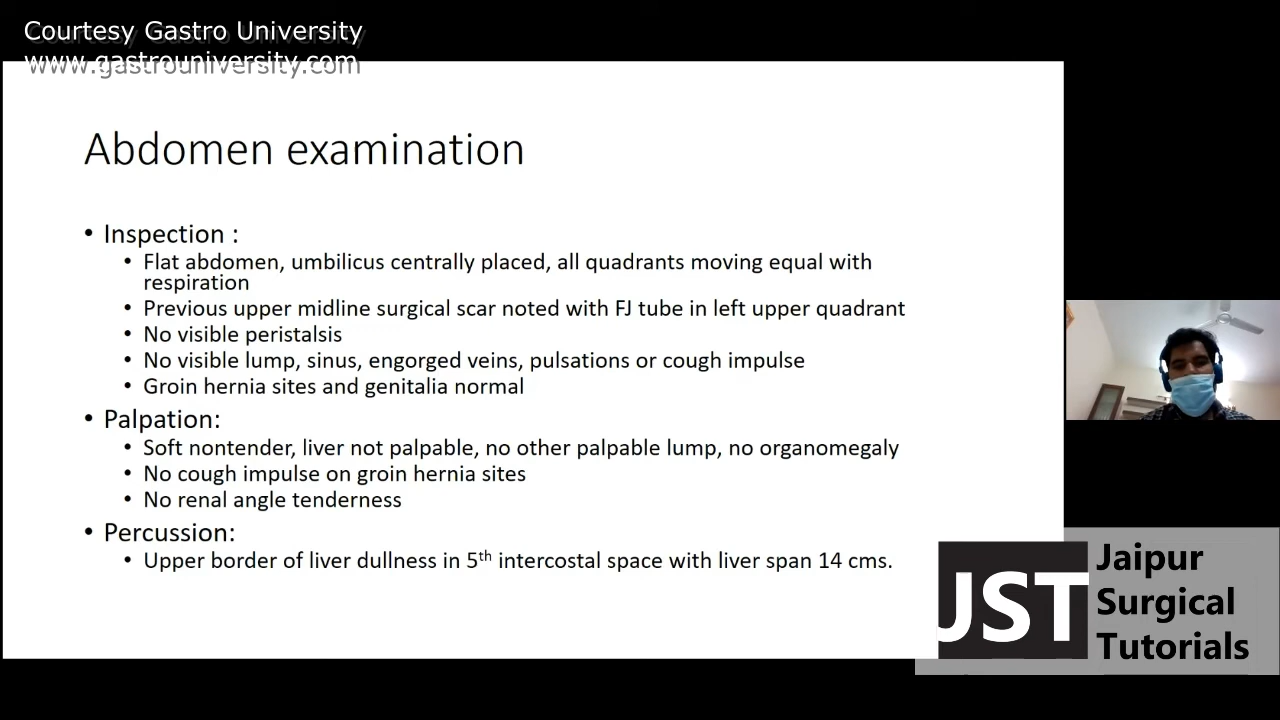 Courtesy Gastro University
www.gastrouniversity.com
Abdomen examination
• Inspection :
• Flat abdomen, umbilicus centrally placed, all quadrants moving equal with
respiration
• Previous upper midline surgical scar noted with FJ tube in left upper quadrant
• No visible peristalsis
• No visible lump, sinus, engorged veins, pulsations or cough impulse
• Groin hernia sites and genitalia normal
• Palpation:
• Soft nontender, liver not palpable, no other palpable lump, no organomegaly
• No cough impulse on groin hernia sites
• No renal angle tenderness
• Percussion:
• Upper border of liver dullness in 5th intercostal space with liver span 14 cms.
JST
Jaipur
Surgical
Tutorials